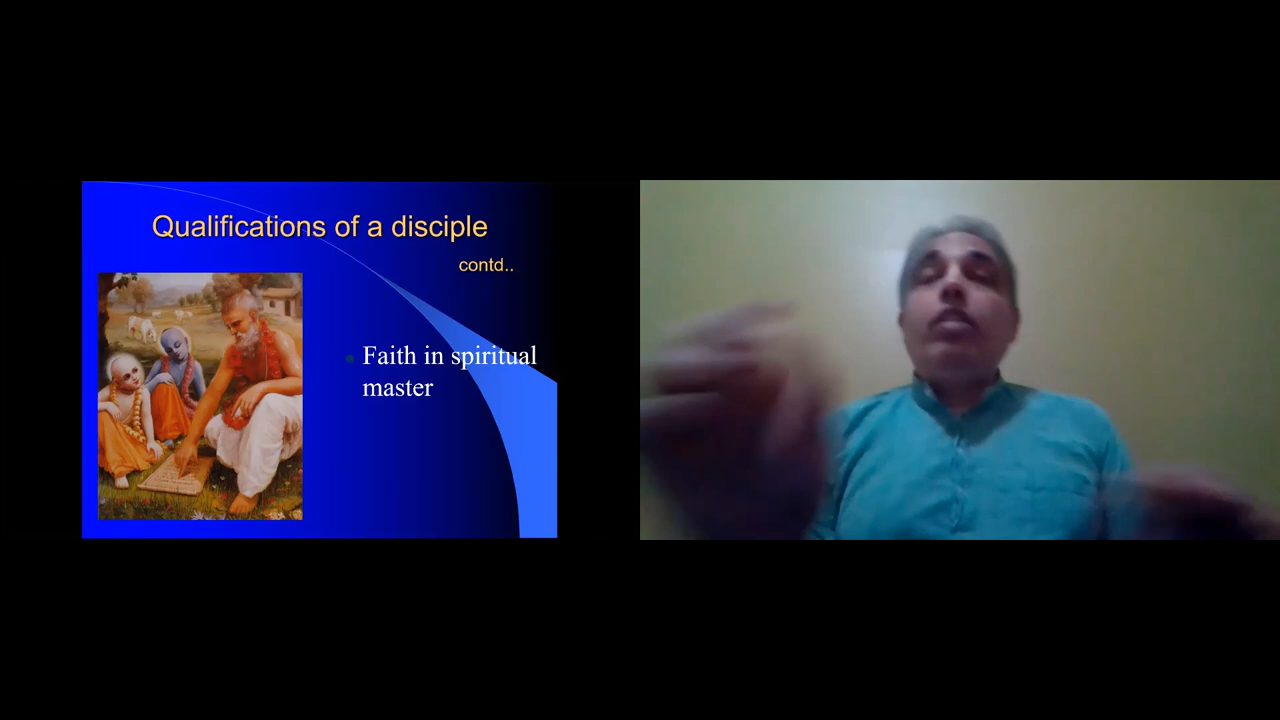 Qualifications of a disciple
contd..
Faith in spiritual
master